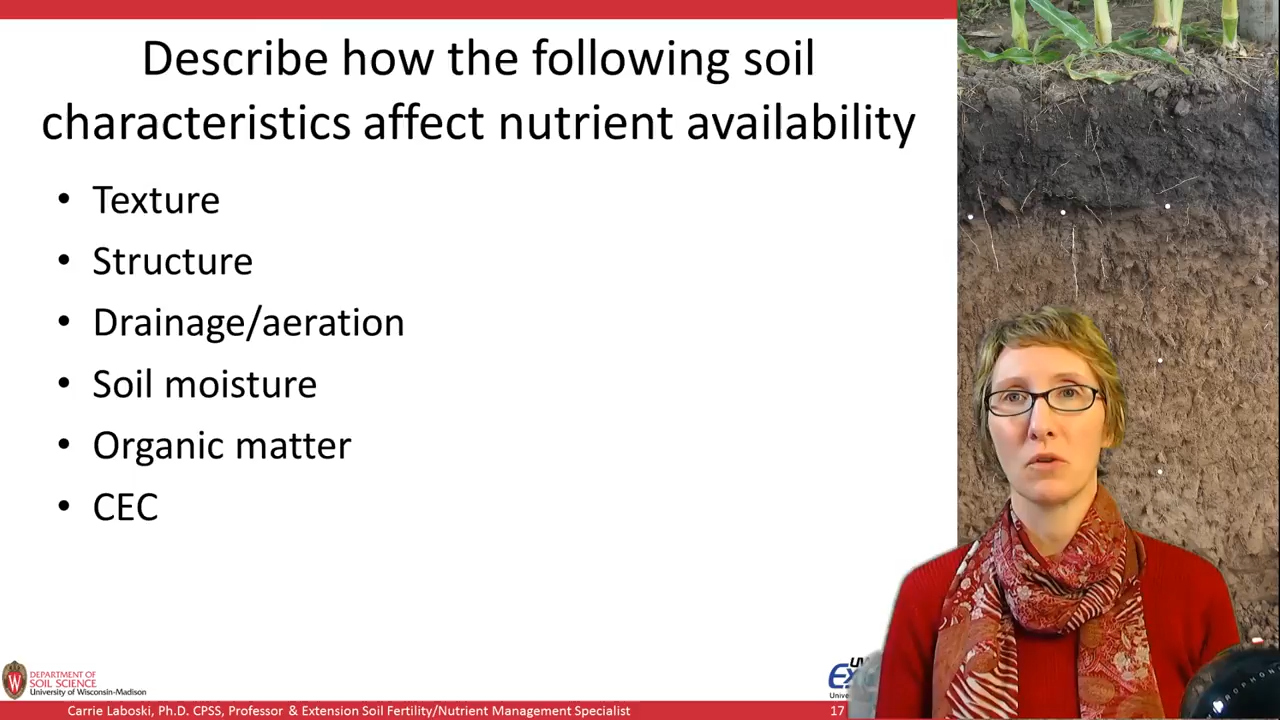 Describe how the following soil
characteristics affect nutrient availability
• Texture
• Structure
• Drainage/aeration
• Soil moisture
• Organic matter
• CEC
DEPARTMENT OF
SOIL SCIENCE
University of Wisconsin-Madison
Carrie Laboski, Ph.D. CPSS, Professor & Extension Soil Fertility/Nutrient Management Specialist
17